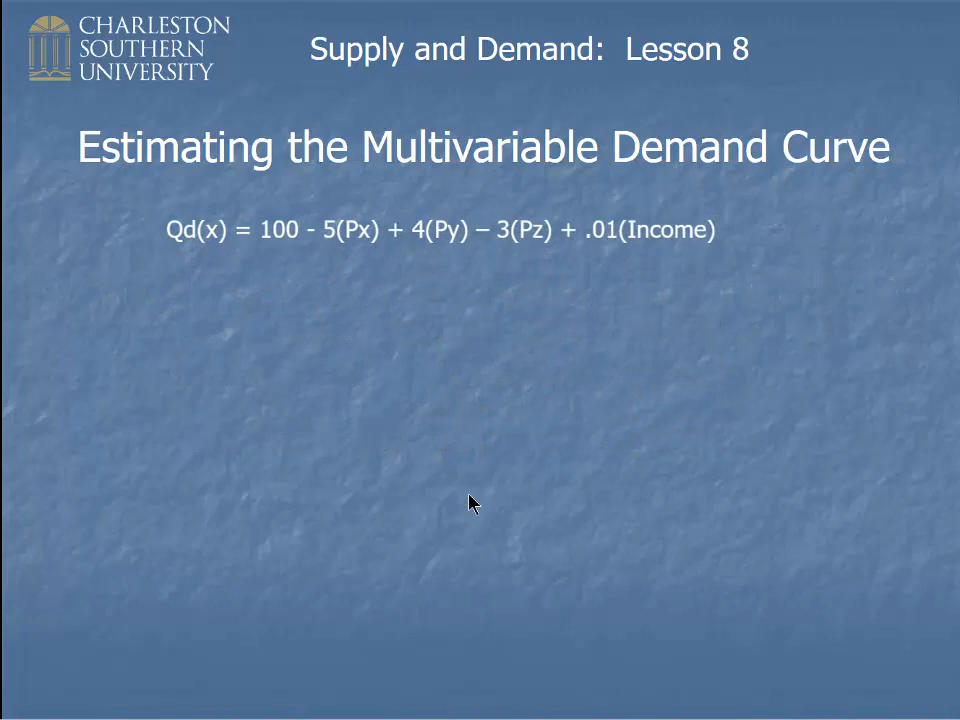 CHARLESTON
SOUTHERN
UNIVERSITY
Supply and Demand: Lesson 8
Estimating the Multivariable Demand Curve
Qd(x) = 100 - 5(Px) + 4(Py) – 3(Pz) + .01(Income)